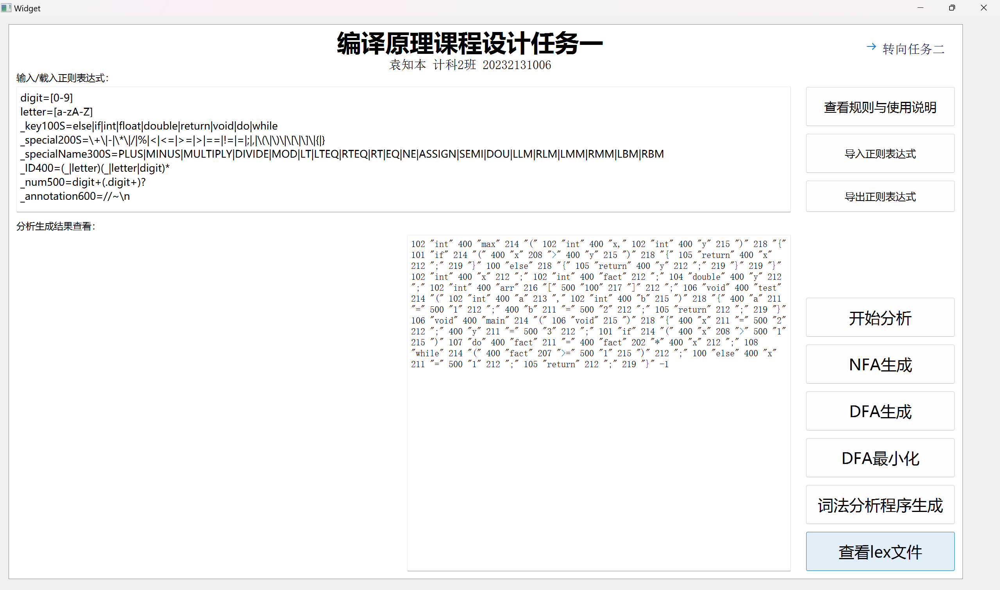 Widget
编译原理课程设计任务一
转向任务二
袁知本 计科2班 20232131006
输入/载入正则表达式：
digit=[0-9]
letter=[a-zA-Z]
_key100S=else|if|int|float|double|return|void|do|while
_special200S=\+\|-|\*\|/|%|<|<=|>=|>|==|!=|=|;|,|\(\|\)\|\[\|\]\|{|}
_specialName300S=PLUS|MINUS|MULTIPLY|DIVIDE|MOD|LT|LTEQ|RTEQ|RT|EQ|NE|ASSIGN|SEMI|DOU|LLM|RLM|LMM|RMM|LBM|RBM
_ID400=(_|letter)(_|letter|digit)*
_num500=digit+(.digit+)?
_annotation600=//~\n
查看规则与使用说明
导入正则表达式
导出正则表达式
分析生成结果查看：
102 "int" 400 "max" 214 "(" 102 "int" 400 "x," 102 "int" 400 "y" 215 ")" 218 "{"
101 "if" 214 "(" 400 "x" 208 ">" 400 "y" 215 ")" 218 "{" 105 "return" 400 "x"
212 ";" 219 "}" 100 "else" 218 "{" 105 "return" 400 "y" 212 ";" 219 "}" 219 "}"
102 "int" 400 "x" 212 ";" 102 "int" 400 "fact" 212 ";" 104 "double" 400 "y" 212
";" 102 "int" 400 "arr" 216 "[" 500 "100" 217 "]" 212 ";" 106 "void" 400 "test"
214 "(" 102 "int" 400 "a" 213 "," 102 "int" 400 "b" 215 ")" 218 "{" 400 "a" 211
"=" 500 "1" 212 ";" 400 "b" 211 "=" 500 "2" 212 ";" 105 "return" 212 ";" 219 "}"
106 "void" 400 "main" 214 "(" 106 "void" 215 ")" 218 "{" 400 "x" 211 "=" 500 "2"
212 ";" 400 "y" 211 "=" 500 "3" 212 ";" 101 "if" 214 "(" 400 "x" 208 ">" 500 "1"
215 ")" 107 "do" 400 "fact" 211 "=" 400 "fact" 202 "*" 400 "x" 212 ";" 108
"while" 214 "(" 400 "fact" 207 ">=" 500 "1" 215 ")" 212 ";" 100 "else" 400 "x"
211 "=" 500 "1" 212 ";" 105 "return" 212 ";" 219 "}" -1
开始分析
NFA生成
DFA生成
DFA最小化
词法分析程序生成
查看lex文件